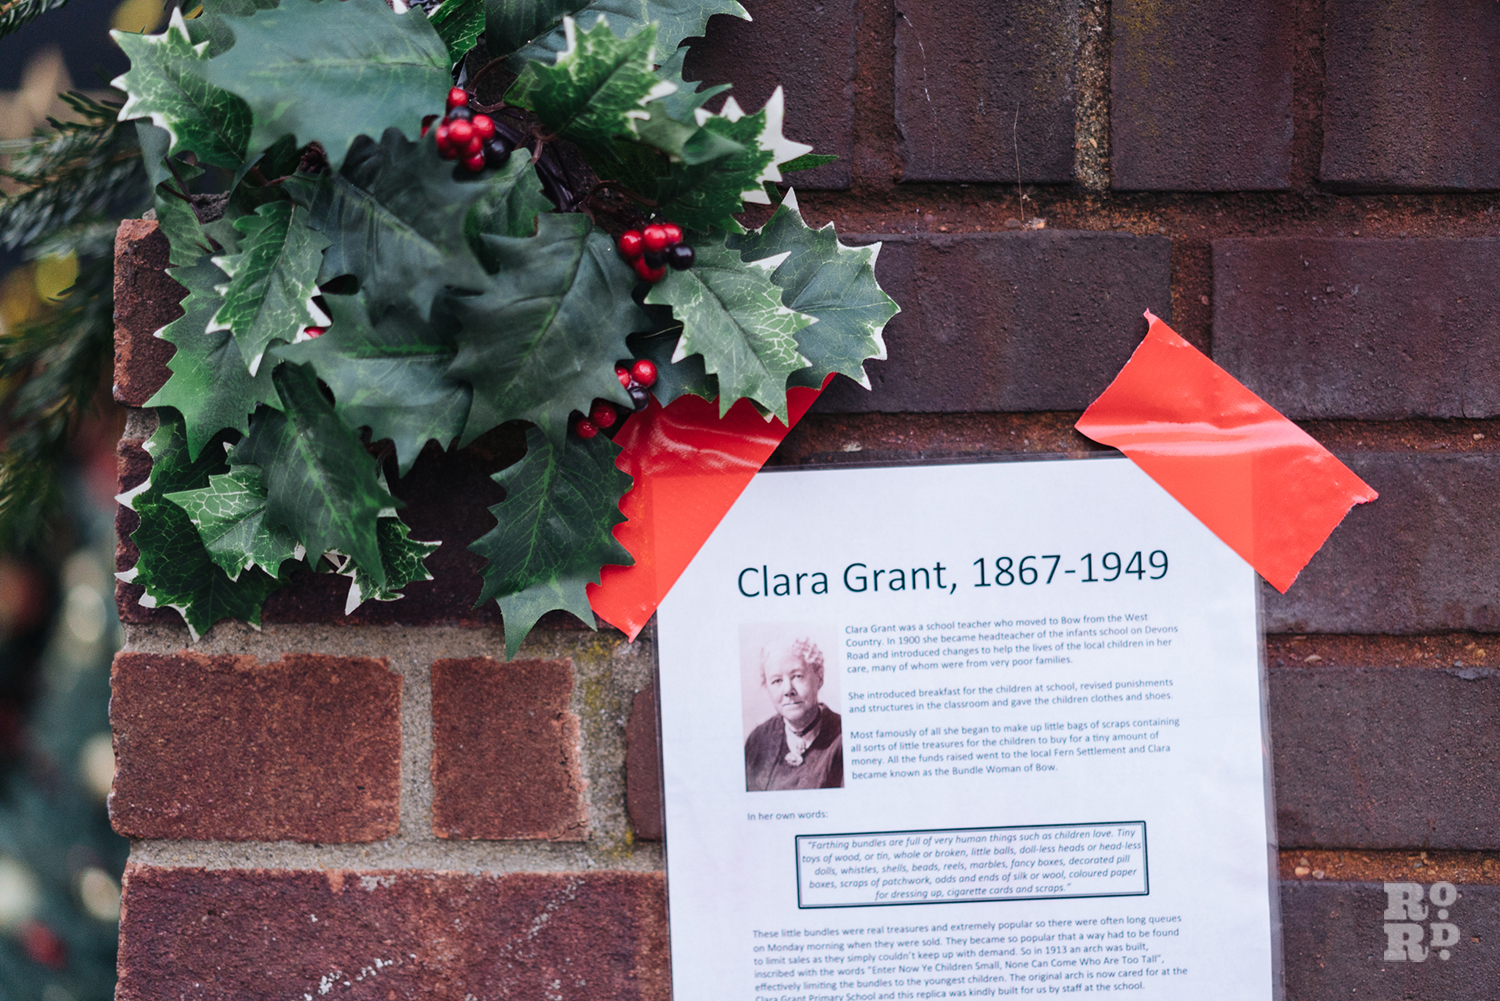 Clara Grant, 1867-1949
Clara Grant was a school teacher who moved to Bow from the West
Country. In 1900 she became headteacher of the infants school on Devons
Road and introduced changes to help the lives of the local children in her
care, many of whom were from very poor families.
She introduced breakfast for the children at school, revised punishments
and structures in the classroom and gave the children clothes and shoes.
Most famously of all she began to make up little bags of scraps containing
all sorts of little treasures for the children to buy for a tiny amount of
money. All the funds raised went to the local Fern Settlement and Clara
became known as the Bundle Woman of Bow.
In her own words:
"Farthing bundles are full of very human things such as children love. Tiny
toys of wood, or tin, whole or broken, little balls, doll-less heads or head-less
dolls, whistles, shells, beads, reels, marbles, fancy boxes, decorated pill
boxes, scraps of patchwork, odds and ends of silk or wool, coloured paper
for dressing up, cigarette cards and scraps."
These little bundles were real treasures and extremely popular so there were often long queues
on Monday morning when they were sold. They became so popular that a way had to be found
to limit sales as they simply couldn't keep up with demand. So in 1913 an arch was built,
inscribed with the words "Enter Now Ye Children Small, None Can Come Who Are Too Tall",
effectively limiting the bundles to the youngest children. The original arch is now cared for at the
Clara Grant Primary School and this replica was kindly built for us by staff at the school.
RO.
RD.